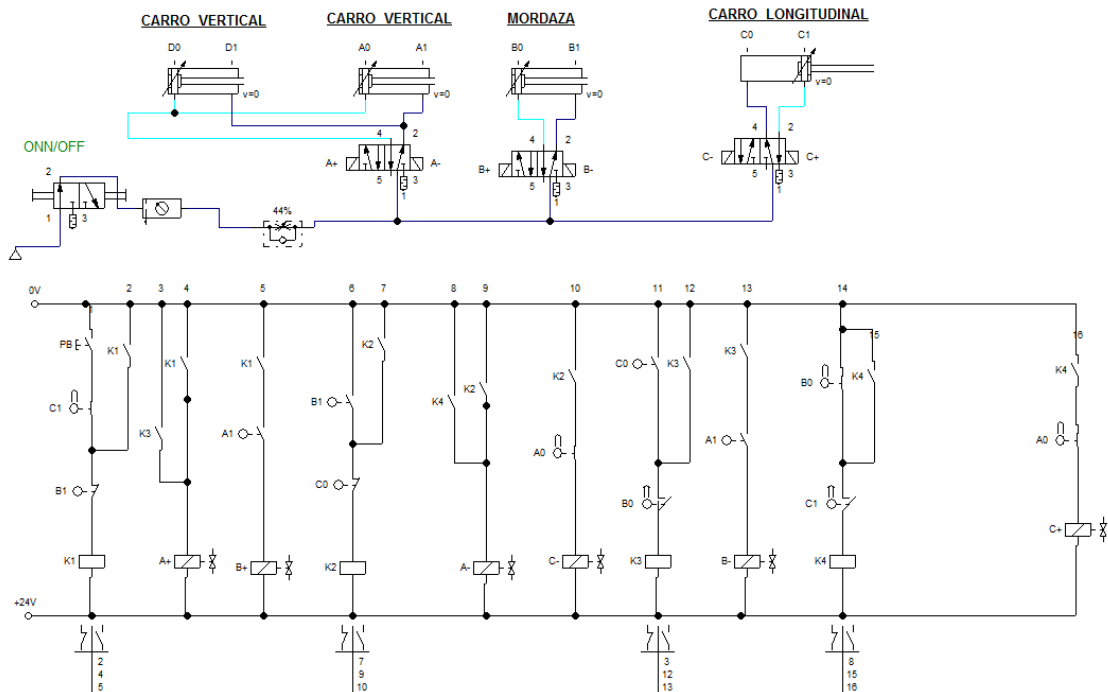 CARRO VERTICAL CARRO VERTICAL MORDAZA CARRO LONGITUDINAL
D0 D1 A0 A1 B0 B1 C0 C1
v=0 v=0 v=0 v=0
4 2 4 2 4 2
A+ A- B+ B- C- C+
5 3 5 3 5 3
1 1 1
ONN/OFF
2
1 3
44%
0V 1 2 3 4 5 6 7 8 9 10 11 12 13 14 15 16
PB K1 K1 K1 K2 K2 K2 C0 K3 K3 B0 K4 K4
C1 K3 A1 B1 K4 A0 A1 A0
B1 C0 B0 C1
C+
K1 A+ B+ K2 A- C- K3 B- K4
+24V
2 7 3 8
4 9 12 15
5 10 13 16